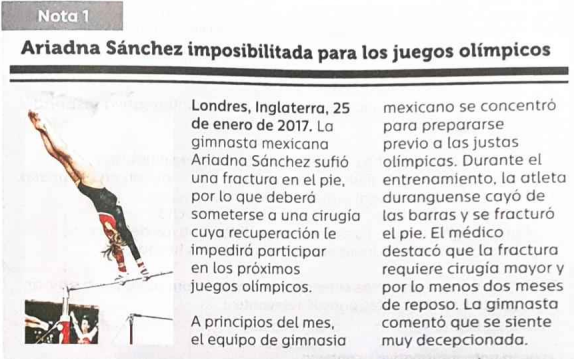 Nota 1
Ariadna Sánchez imposibilitada para los juegos olímpicos
Londres, Inglaterra, 25
de enero de 2017. La
gimnasta mexicana
Ariadna Sánchez sufió
una fractura en el pie,
por lo que deberá
someterse a una cirugía
cuya recuperación le
impedirá participar
en los próximos
juegos olímpicos.
A principio del mes,
el equipo de gimnasia
mexicano se concentró
para prepararse
previo a las justas
olímpicas. Durante el
entrenamiento, la atleta
duranguense cayó de
las barras y se fracturó
el pie. El médico
destacó que la fractura
requiere cirugía mayor y
por lo menos dos meses
de reposo. La gimnasta
comentó que se siente
muy decepcionada.